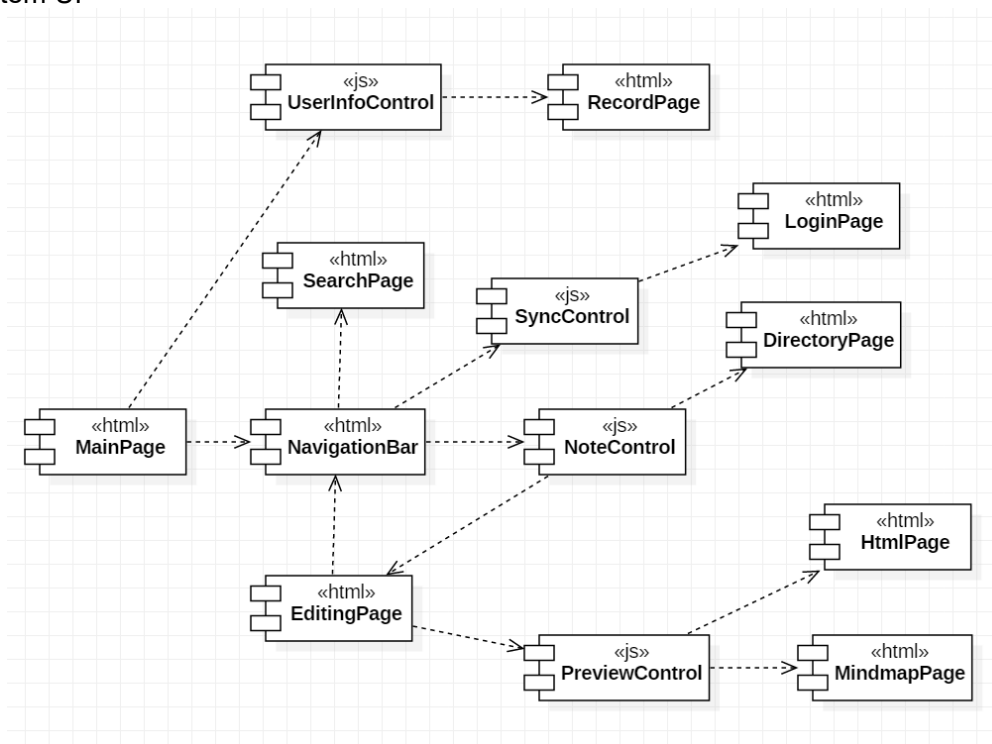 «js»
UserInfoControl
«html»
RecordPage
«html»
LoginPage
«html»
SearchPage
«js»
SyncControl
«html»
DirectoryPage
«html»
MainPage
«html»
NavigationBar
«js»
NoteControl
«html»
HtmlPage
«html»
EditingPage
«js»
PreviewControl
«html»
MindmapPage